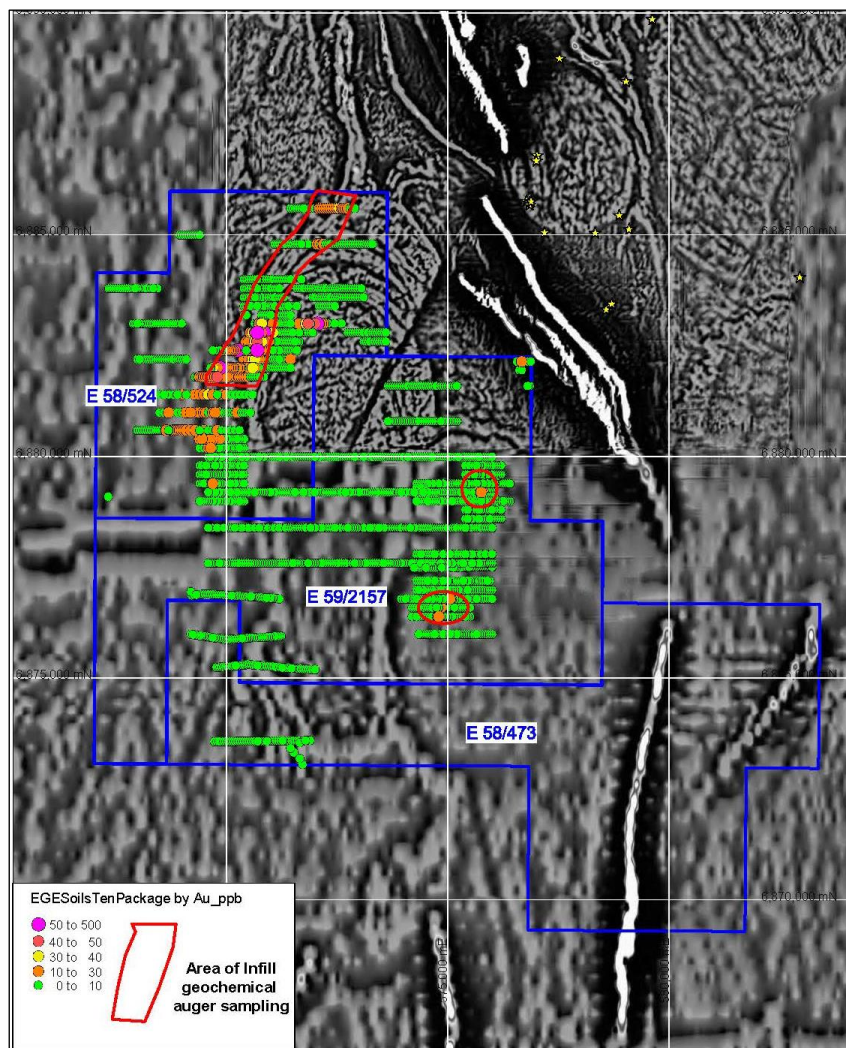 6,885,000 mN
E 58/524
6,880,000 mN
E 59/2157
6,875,000 mN
E 58/473
6,870,000 mN
EGESoilsTenPackage by Au_ppb
50 to 500
40 to 50
30 to 40
10 to 30
0 to 10
Area of Infill
geochemical
auger sampling